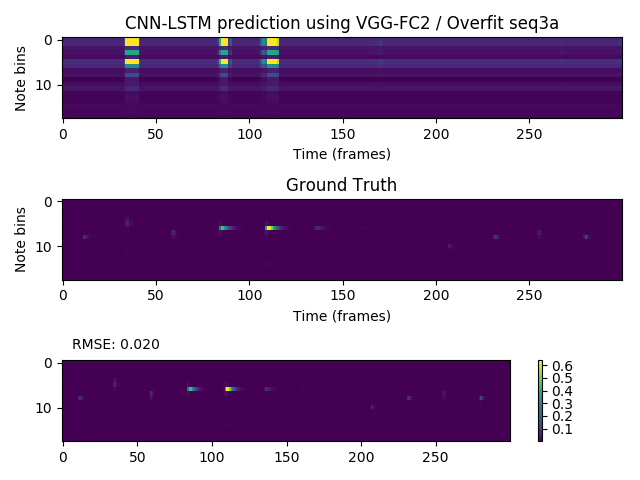 CNN-LSTM prediction using VGG-FC2 / Overfit seq3a
0
10
Note bins
0 50 100 150 200 250
Time (frames)
Ground Truth
0
10
Note bins
0 50 100 150 200 250
Time (frames)
RMSE: 0.020
0
10
0 50 100 150 200 250
0.6
0.5
0.4
0.3
0.2
0.1